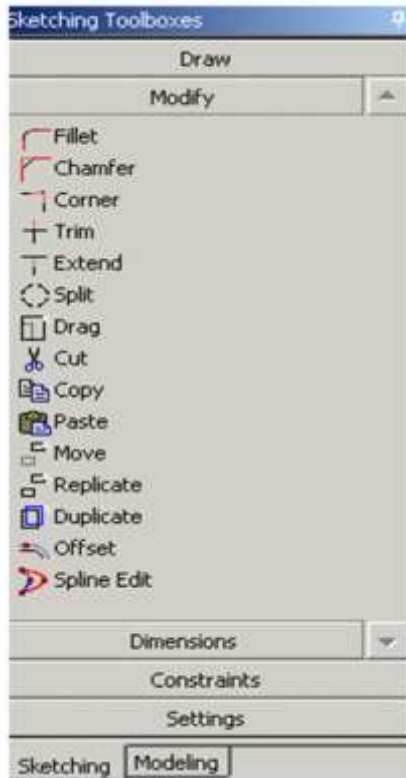 Sketching Toolboxes
Draw
Modify
Fillet
Chamfer
Corner
Trim
Extend
Split
Drag
Cut
Copy
Paste
Move
Replicate
Duplicate
Offset
Spline Edit
Dimensions
Constraints
Settings
Sketching Modeling